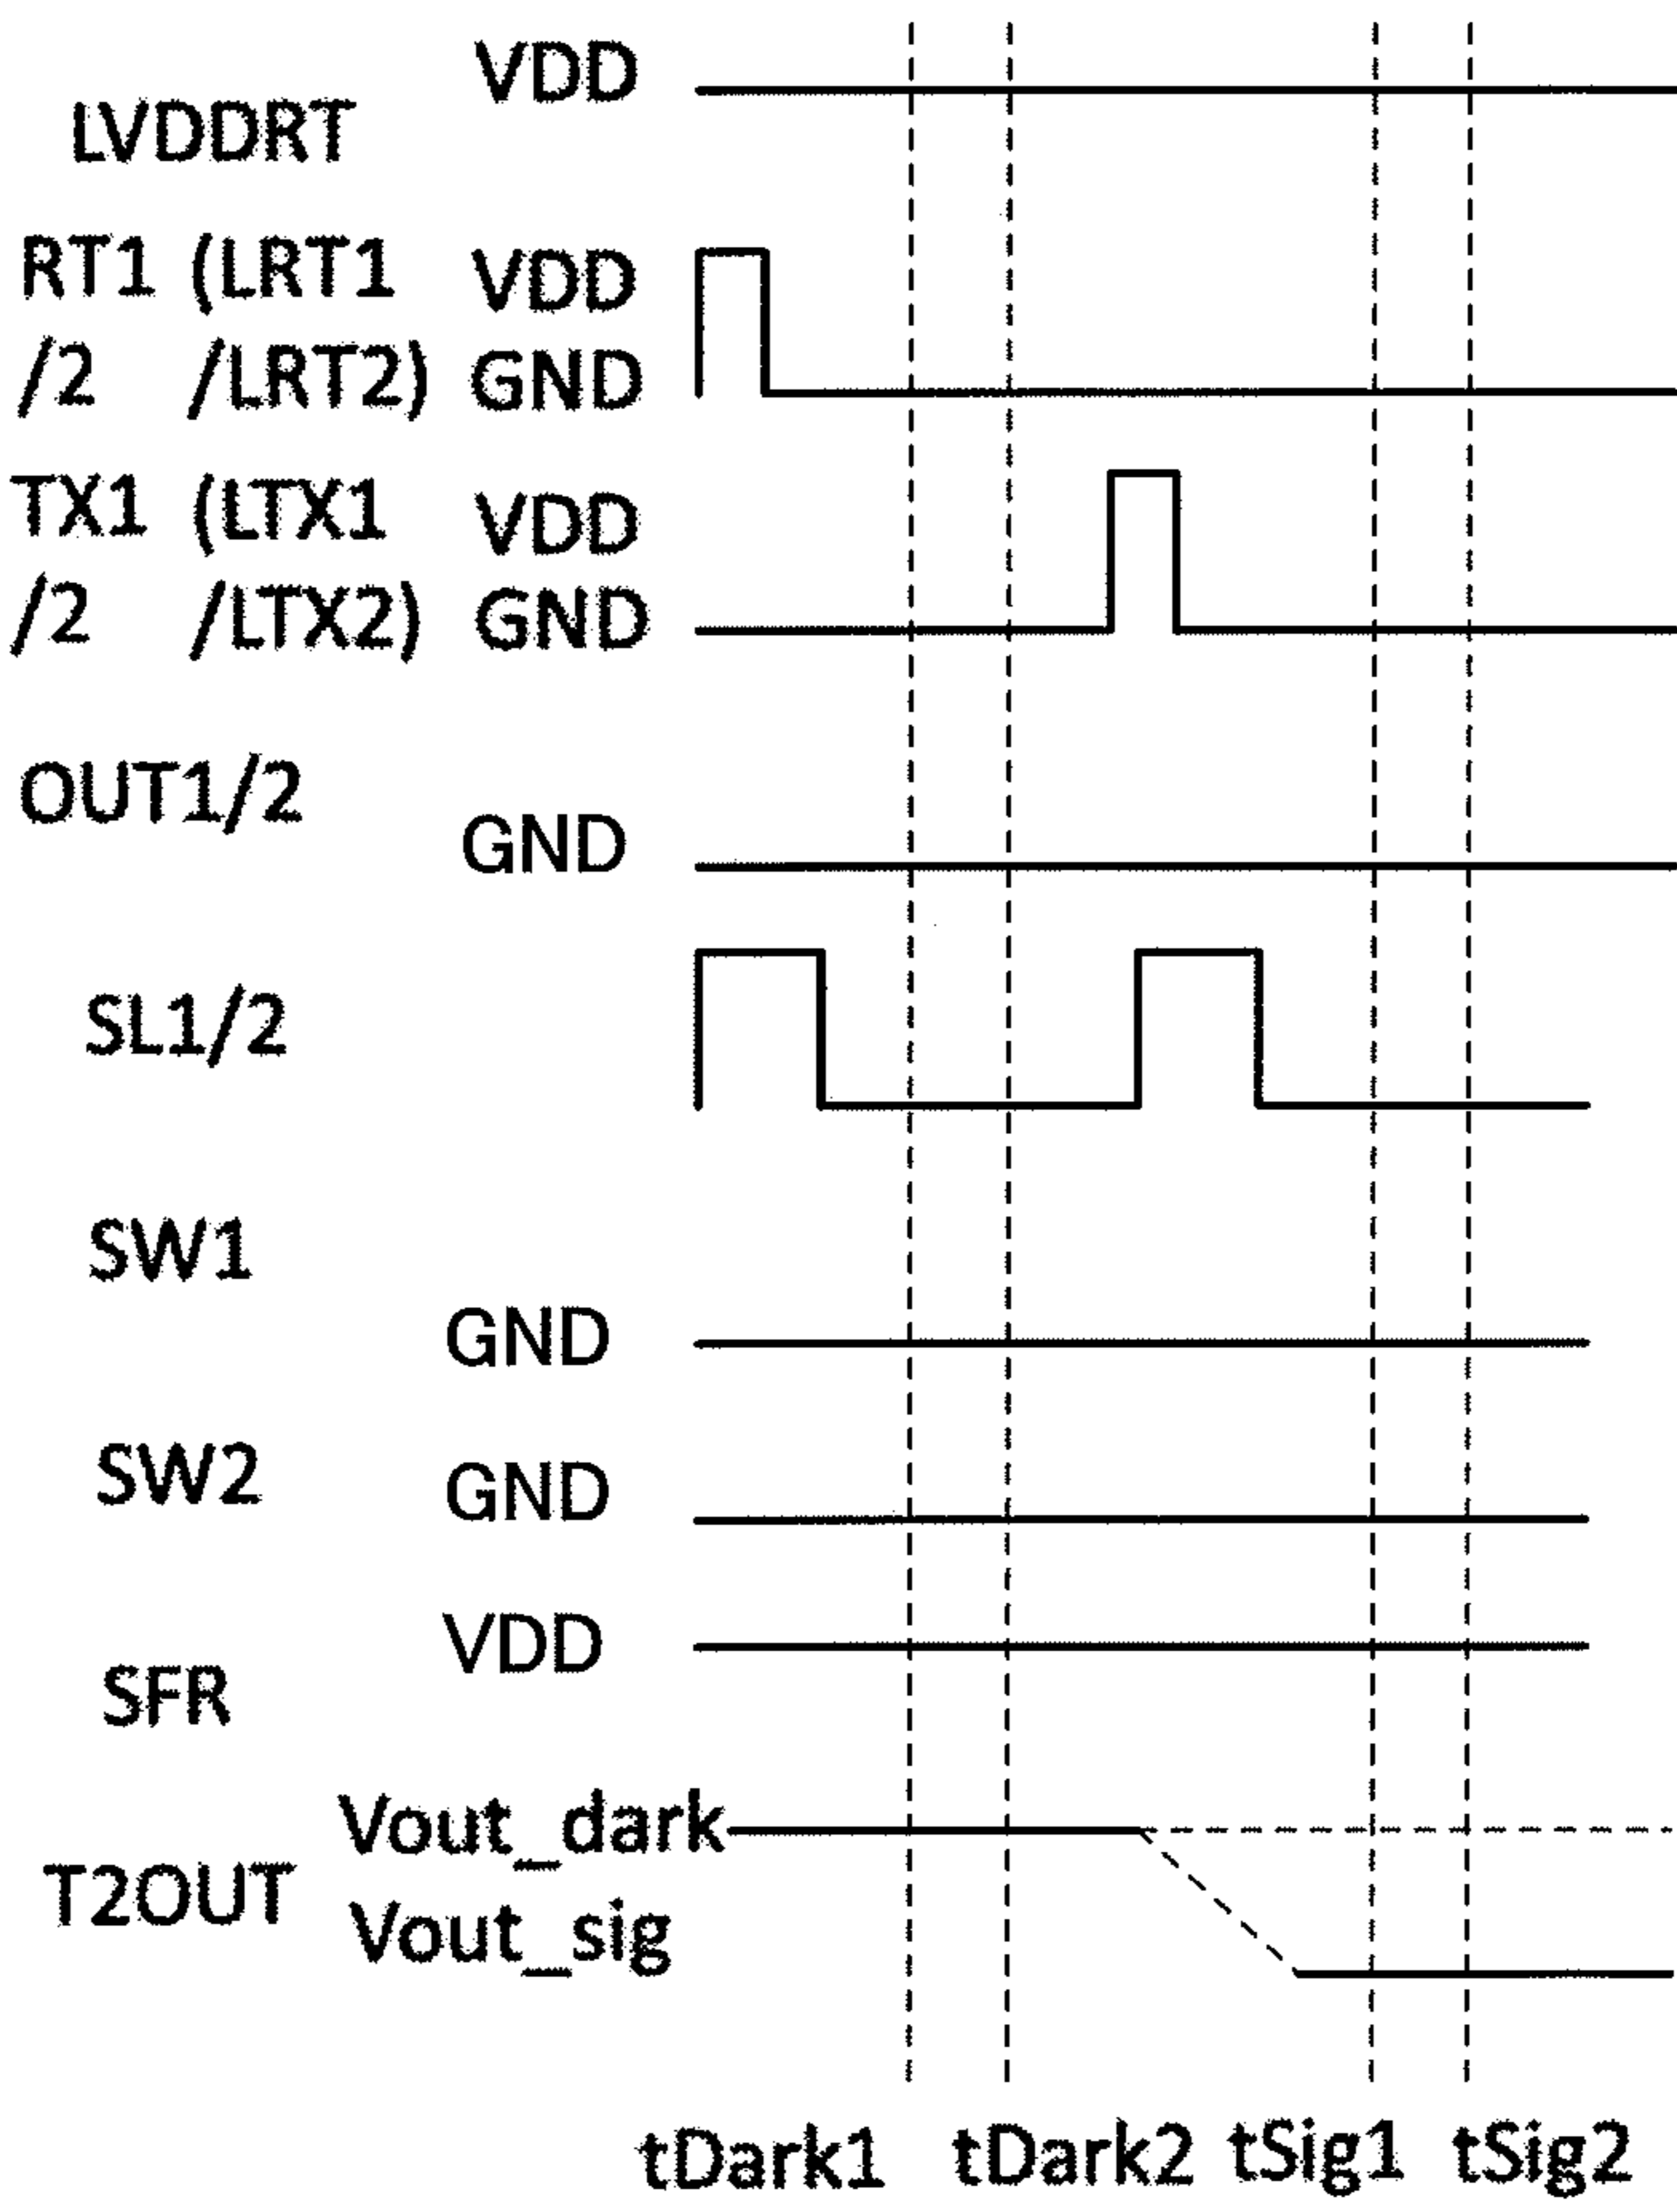 VDD
LVDDRT
RT1 (LRT1 VDD
/2 /LRT2) GND
TX1 (LTX1 VDD
/2 /LTX2) GND
OUT1/2
GND
SL1/2
SW1
GND
SW2 GND
VDD
SFR
Vout_dark
T2OUT
Vout_sig
tDark1 tDark2 tSig1 tSig2